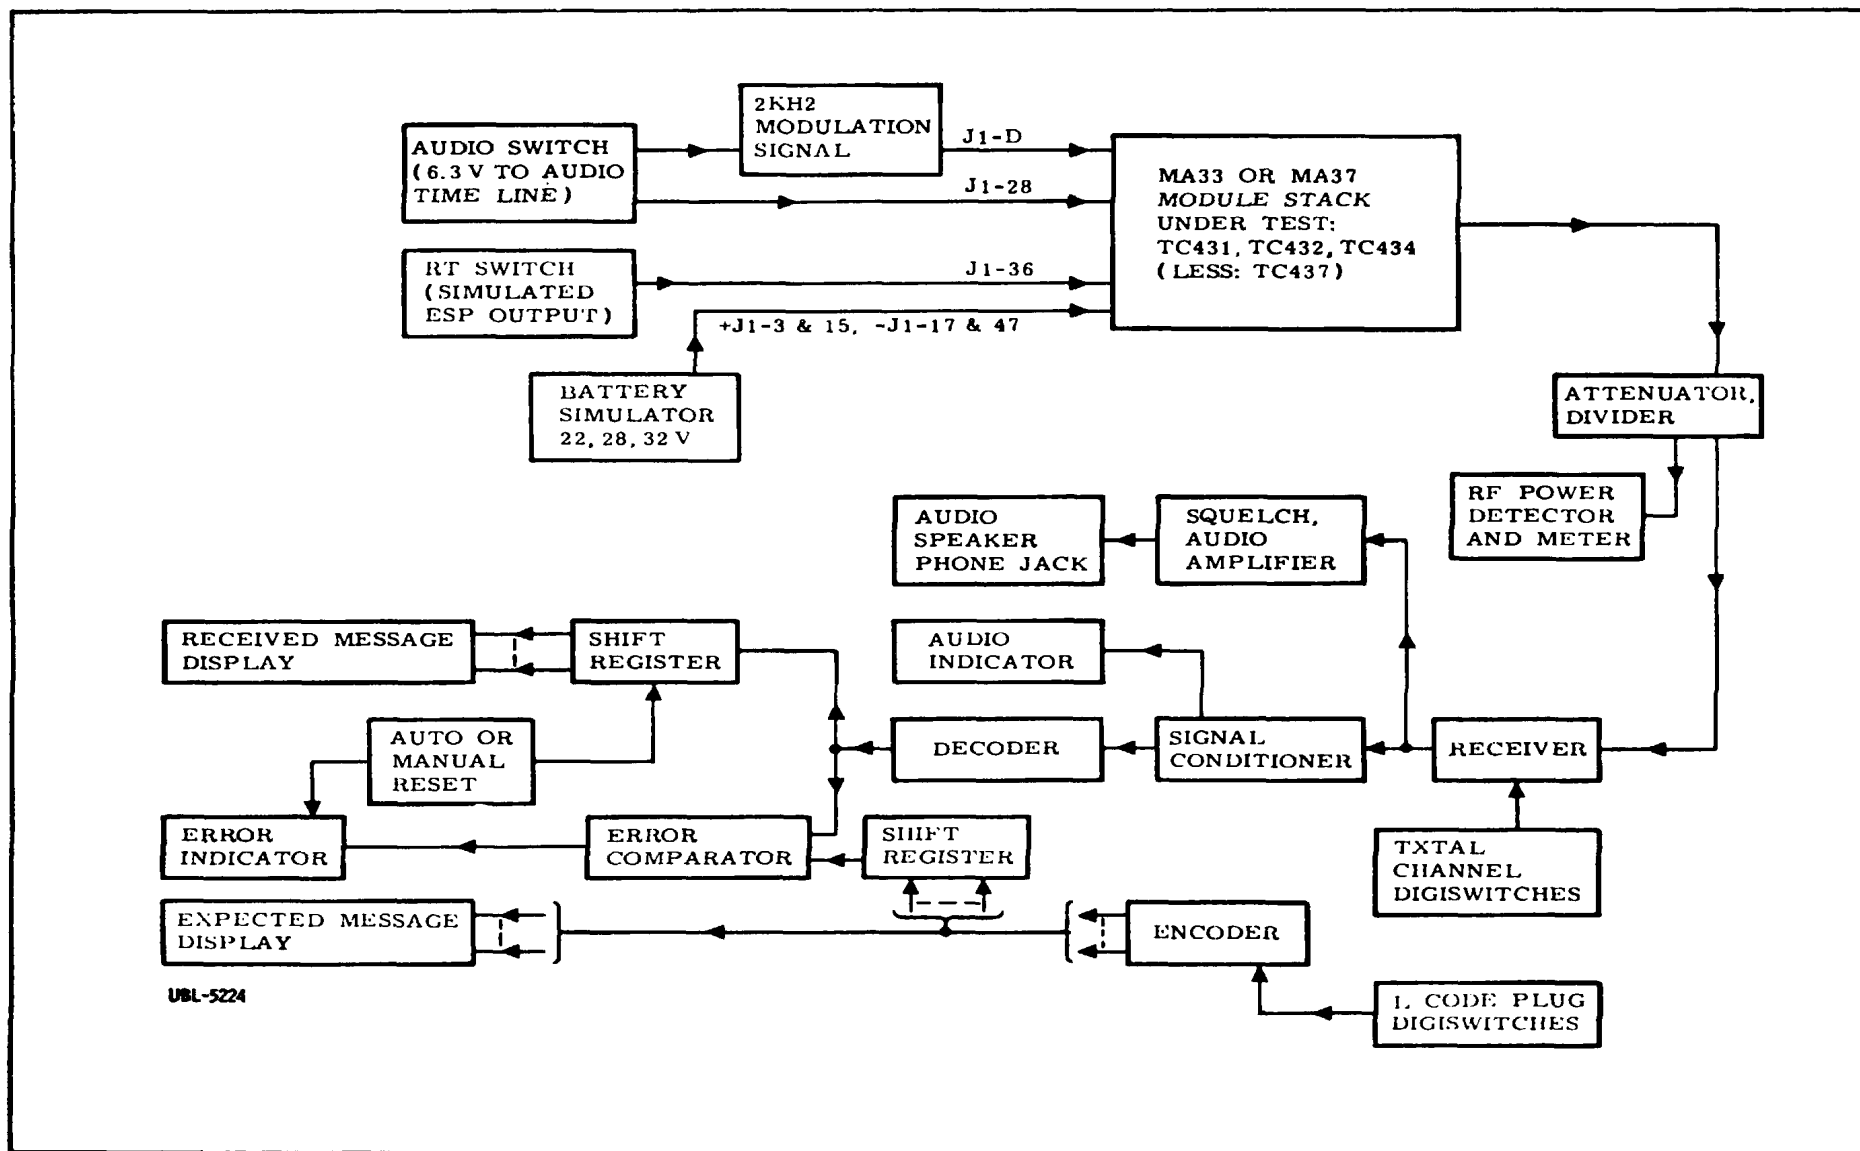 2KH2
MODULATION
SIGNAL
AUDIO SWITCH
(6.3 V TO AUDIO
TIME LINE)
J1-D
J1-28
MA33 OR MA37
MODULE STACK
UNDER TEST:
TC431, TC432, TC434
(LESS: TC437)
RT SWITCH
(SIMULATED
ESP OUTPUT)
J1-36
+J1-3 & 15, -J1-17 & 47
BATTERY
SIMULATOR
22, 28, 32 V
ATTENUATOR,
DIVIDER
RF POWER
DETECTOR
AND METER
AUDIO
SPEAKER
PHONE JACK
SQUELCH,
AUDIO
AMPLIFIER
RECEIVED MESSAGE
DISPLAY
SHIFT
REGISTER
AUDIO
INDICATOR
AUTO OR
MANUAL
RESET
DECODER
SIGNAL
CONDITIONER
RECEIVER
ERROR
INDICATOR
ERROR
COMPARATOR
SHIFT
REGISTER
TXTAL
CHANNEL
DIGISWITCHES
EXPECTED MESSAGE
DISPLAY
ENCODER
UBL-5224
I. CODE PLUG
DIGISWITCHES